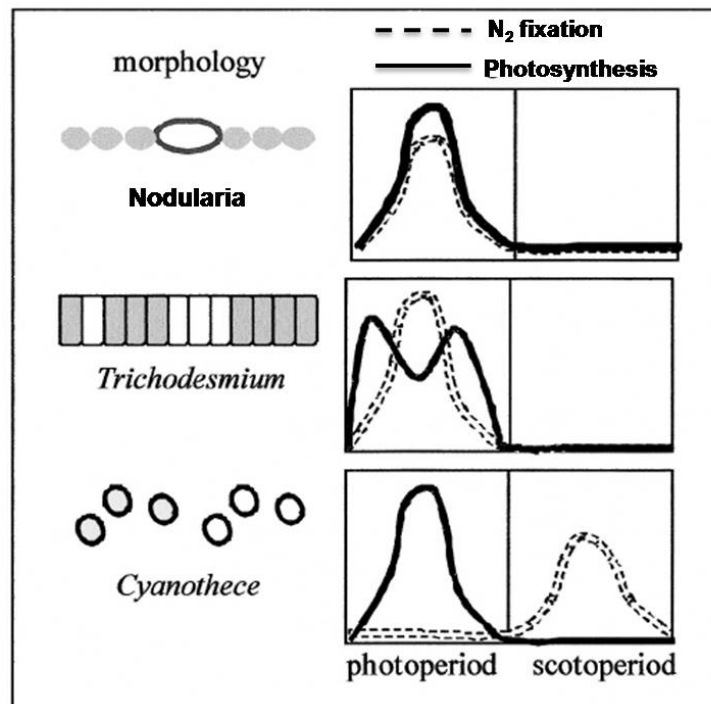 morphology
N₂ fixation
Photosynthesis
Nodularia
Trichodesmium
Cyanothece
photoperiod scotoperiod